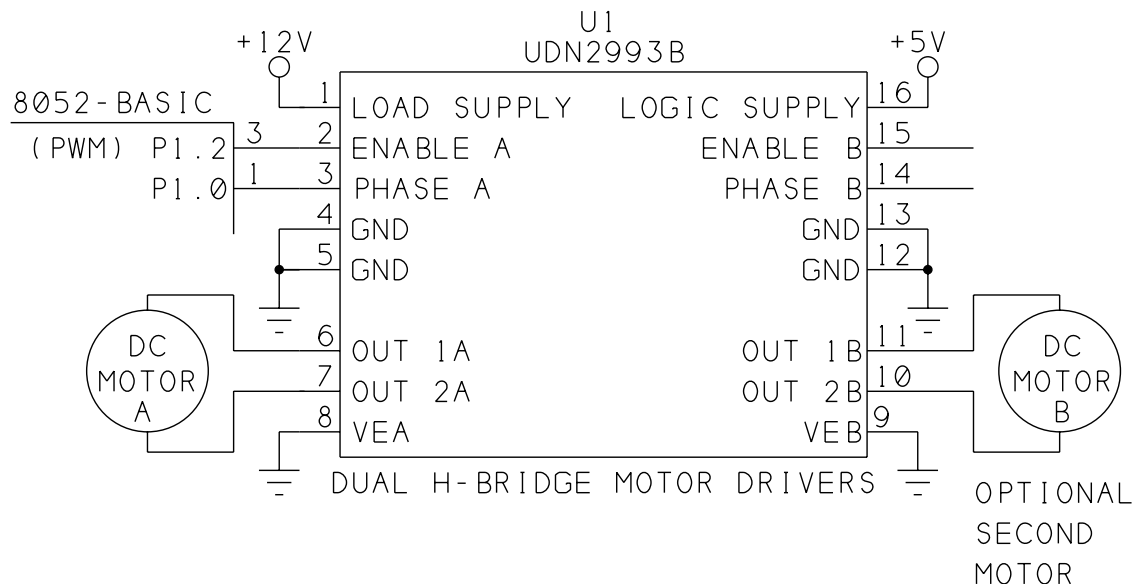 U1
UDN2993B
+12V
+5V
8052-BASIC
(PWM) P1.2 3
P1.0 1
1 LOAD SUPPLY LOGIC SUPPLY 16
2 ENABLE A ENABLE B 15
3 PHASE A PHASE B 14
4 GND GND 13
5 GND GND 12
6 OUT 1A OUT 1B 11
7 OUT 2A OUT 2B 10
8 VEA VEB 9
DC
MOTOR
A
DC
MOTOR
B
DUAL H-BRIDGE MOTOR DRIVERS
OPTIONAL
SECOND
MOTOR